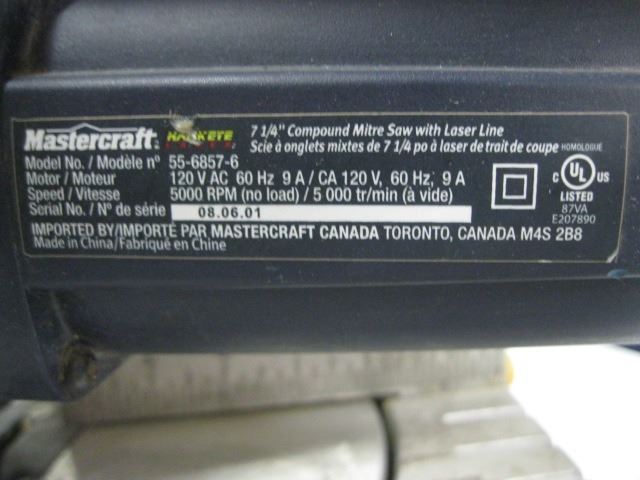 Mastercraft. HAWKEYE LASER 7 1/4" Compound Mitre Saw with Laser Line
Scie à onglets mixtes de 7 1/4 po à laser de trait de coupe HOMOLOGUÉ
Model No. / Modèle nº 55-6857-6
Motor / Moteur 120 V AC 60 Hz 9 A / CA 120 V, 60 Hz, 9 A
Speed / Vitesse 5000 RPM (no load) / 5 000 tr/min (à vide)
Serial No. / Nº de série 08.06.01
C UL US
LISTED
87VA
E207890
IMPORTED BY/IMPORTÉ PAR MASTERCRAFT CANADA TORONTO, CANADA M4S 2B8
Made in China/Fabriqué en Chine